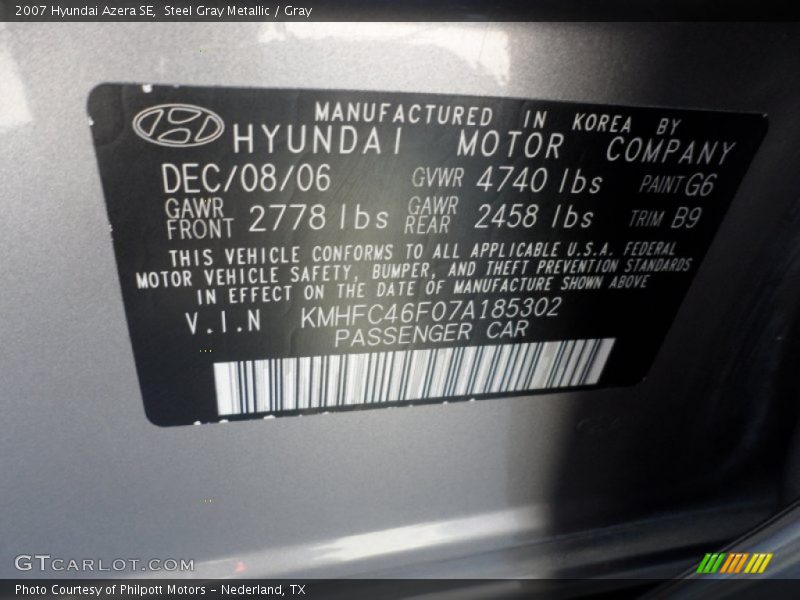 2007 Hyundai Azera SE, Steel Gray Metallic / Gray
MANUFACTURED IN KOREA BY
HYUNDAI MOTOR COMPANY
DEC/08/06 GVWR 4740 lbs PAINT G6
GAWR FRONT 2778 lbs GAWR REAR 2458 lbs TRIM B9
THIS VEHICLE CONFORMS TO ALL APPLICABLE U.S.A. FEDERAL
MOTOR VEHICLE SAFETY, BUMPER, AND THEFT PREVENTION STANDARDS
IN EFFECT ON THE DATE OF MANUFACTURE SHOWN ABOVE
V.I.N KMHFC46F07A185302
PASSENGER CAR
GTCARLOT.COM
Photo Courtesy of Philpott Motors - Nederland, TX